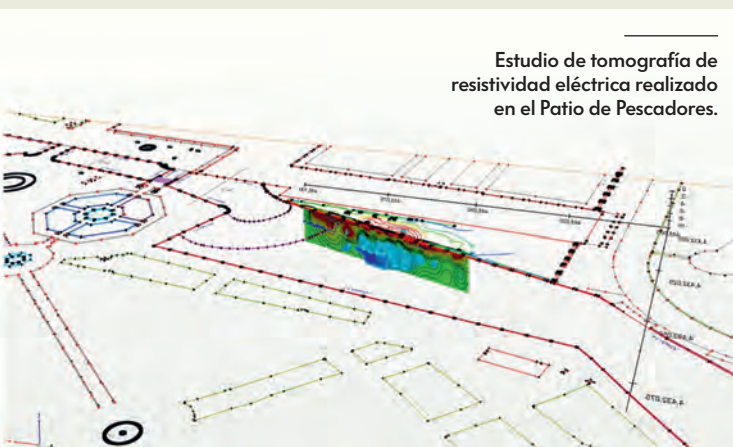 Estudio de tomografía de
resistividad eléctrica realizado
en el Patio de Pescadores.